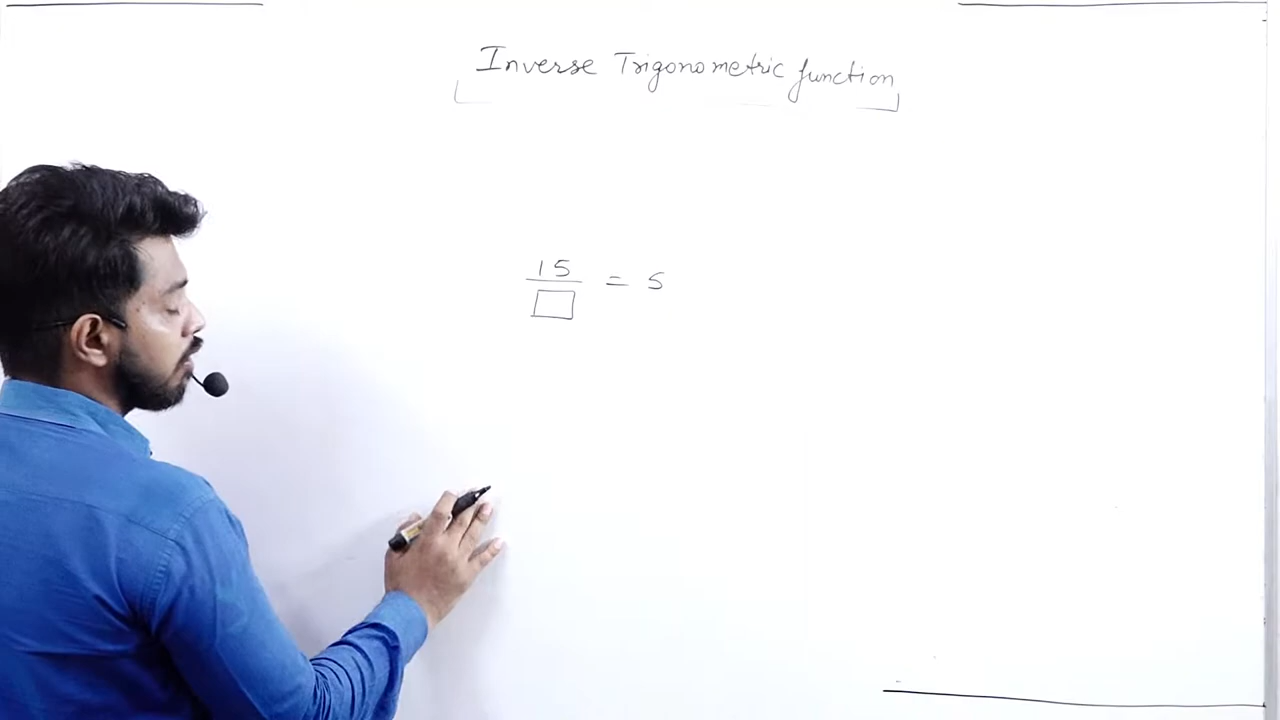 Inverse Trigonometric function
15/□ = 5